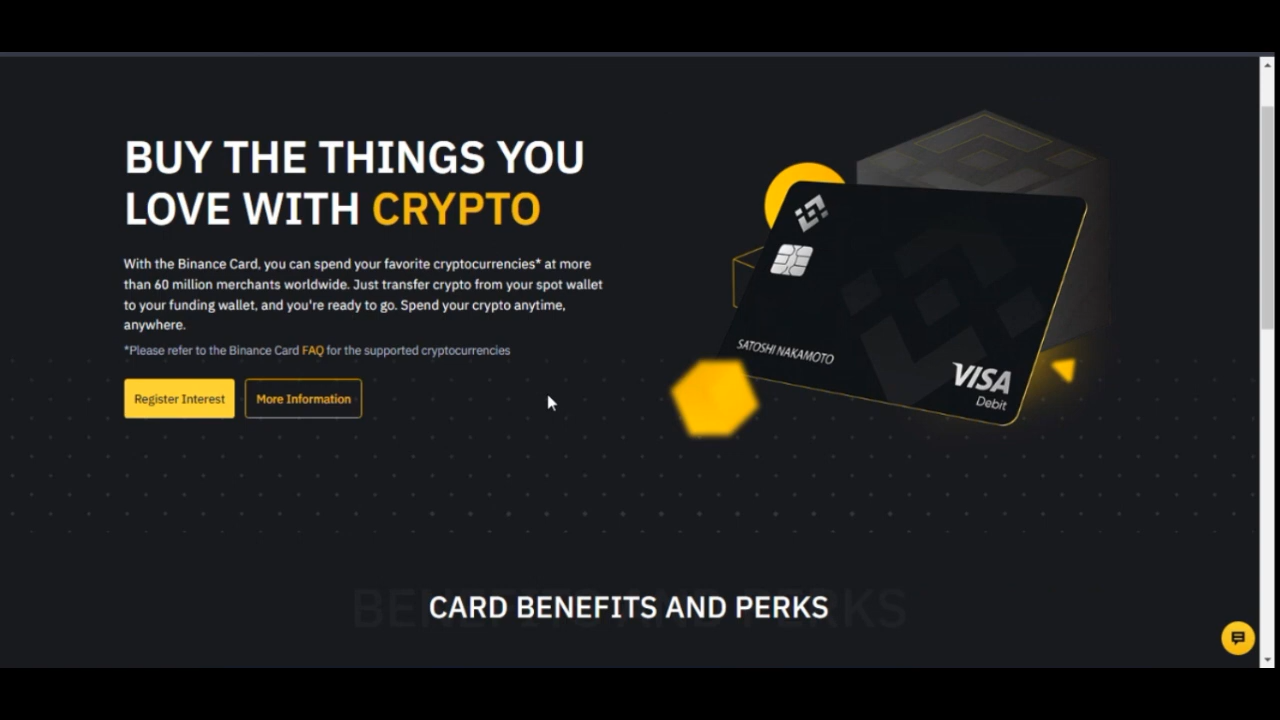 BUY THE THINGS YOU
LOVE WITH CRYPTO
With the Binance Card, you can spend your favorite cryptocurrencies* at more
than 60 million merchants worldwide. Just transfer crypto from your spot wallet
to your funding wallet, and you're ready to go. Spend your crypto anytime,
anywhere.
*Please refer to the Binance Card FAQ for the supported cryptocurrencies
Register Interest
More Information
SATOSHI NAKAMOTO
VISA
Debit
BENEFITS AND PERKS
CARD BENEFITS AND PERKS